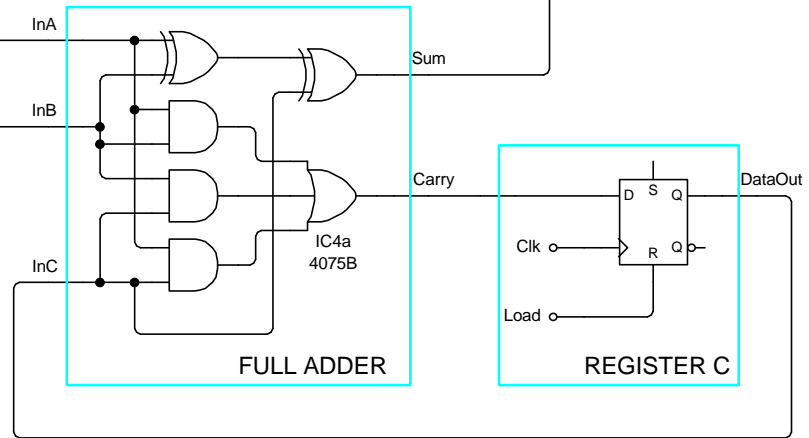 InA
Sum
InB
Carry
DataOut
D
S
Q
IC4a
4075B
Clk
R
Q
InC
Load
FULL ADDER
REGISTER C